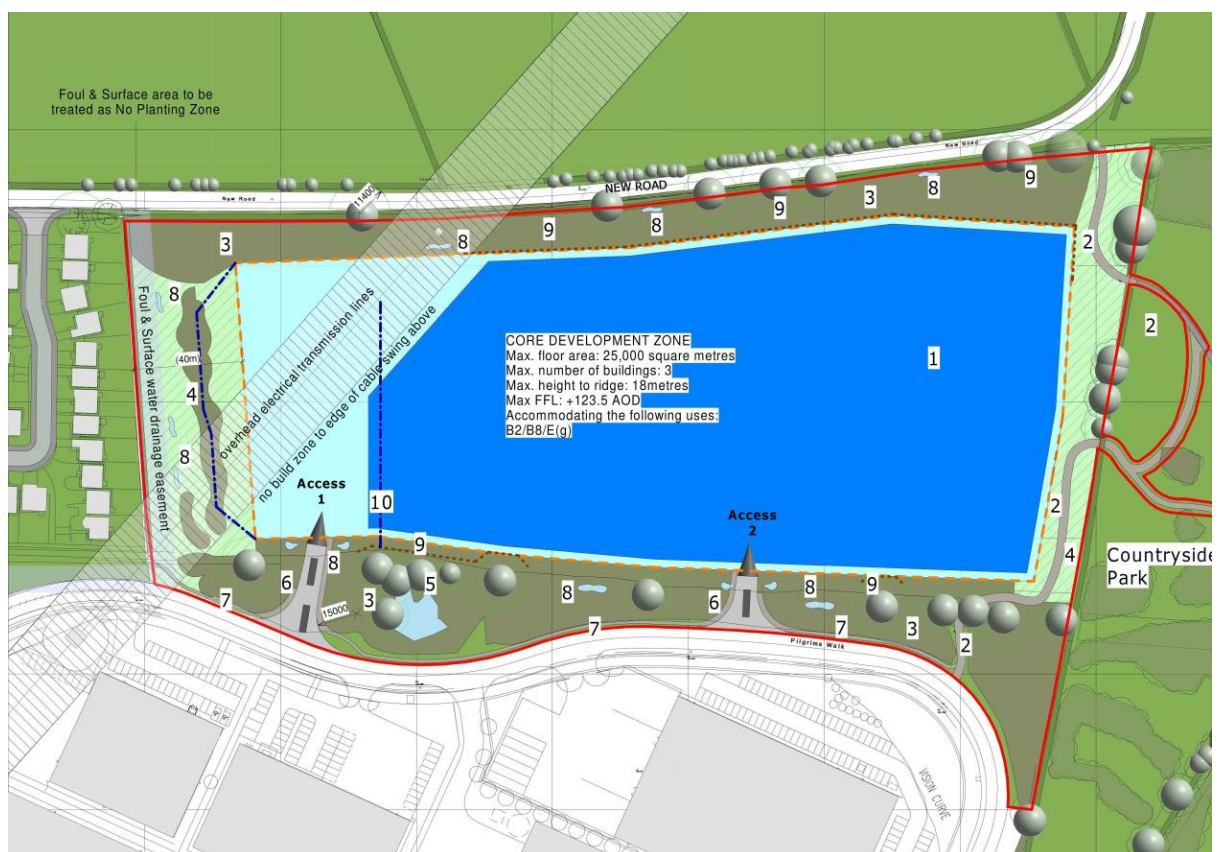 Foul & Surface area to be
treated as No Planting Zone
New Road
11400
NEW ROAD
New Road
3
8
9
8
9
3
8
9
2
2
8
Foul & Surface water drainage easement
(40m)
4
8
overhead electrical transmission lines
no build zone to edge of cable swing above
CORE DEVELOPMENT ZONE
Max. floor area: 25,000 square metres
Max. number of buildings: 3
Max. height to ridge: 18metres
Max FFL: +123.5 AOD
Accommodating the following uses:
B2/B8/E(g)
1
Access
1
10
Access
2
2
4
Countryside
Park
9
8
6
7
3
15000
5
8
7
6
8
9
7
3
2
Pilgrims Walk
VISION CURVE